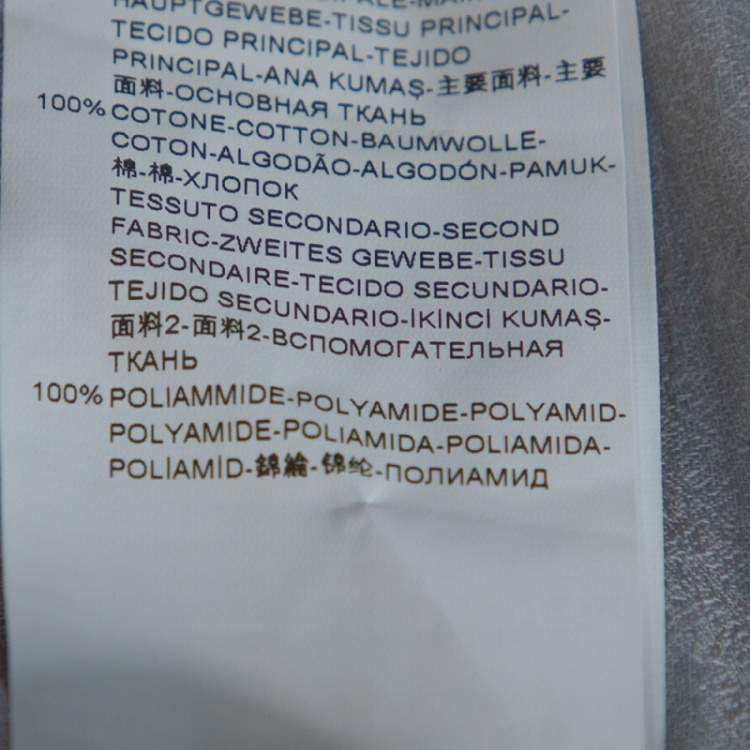 HAUPTGEWEBE-TISSU PRINCIPAL-
TECIDO PRINCIPAL-TEJIDO
PRINCIPAL-ANA KUMAŞ-主要面料-主要
面料-ОСНОВНАЯ ТКАНЬ
100% COTONE-COTTON-BAUMWOLLE-
COTON-ALGODÃO-ALGODÓN-PAMUK-
棉-棉-ХЛОПОК
TESSUTO SECONDARIO-SECOND
FABRIC-ZWEITES GEWEBE-TISSU
SECONDAIRE-TECIDO SECUNDARIO-
TEJIDO SECUNDARIO-İKİNCİ KUMAŞ-
面料2-面料2-ВСПОМОГАТЕЛЬНАЯ
ТКАНЬ
100% POLIAMMIDE-POLYAMIDE-POLYAMID-
POLYAMIDE-POLIAMIDA-POLIAMIDA-
POLİAMİD-錦綸-锦纶-ПОЛИАМИД